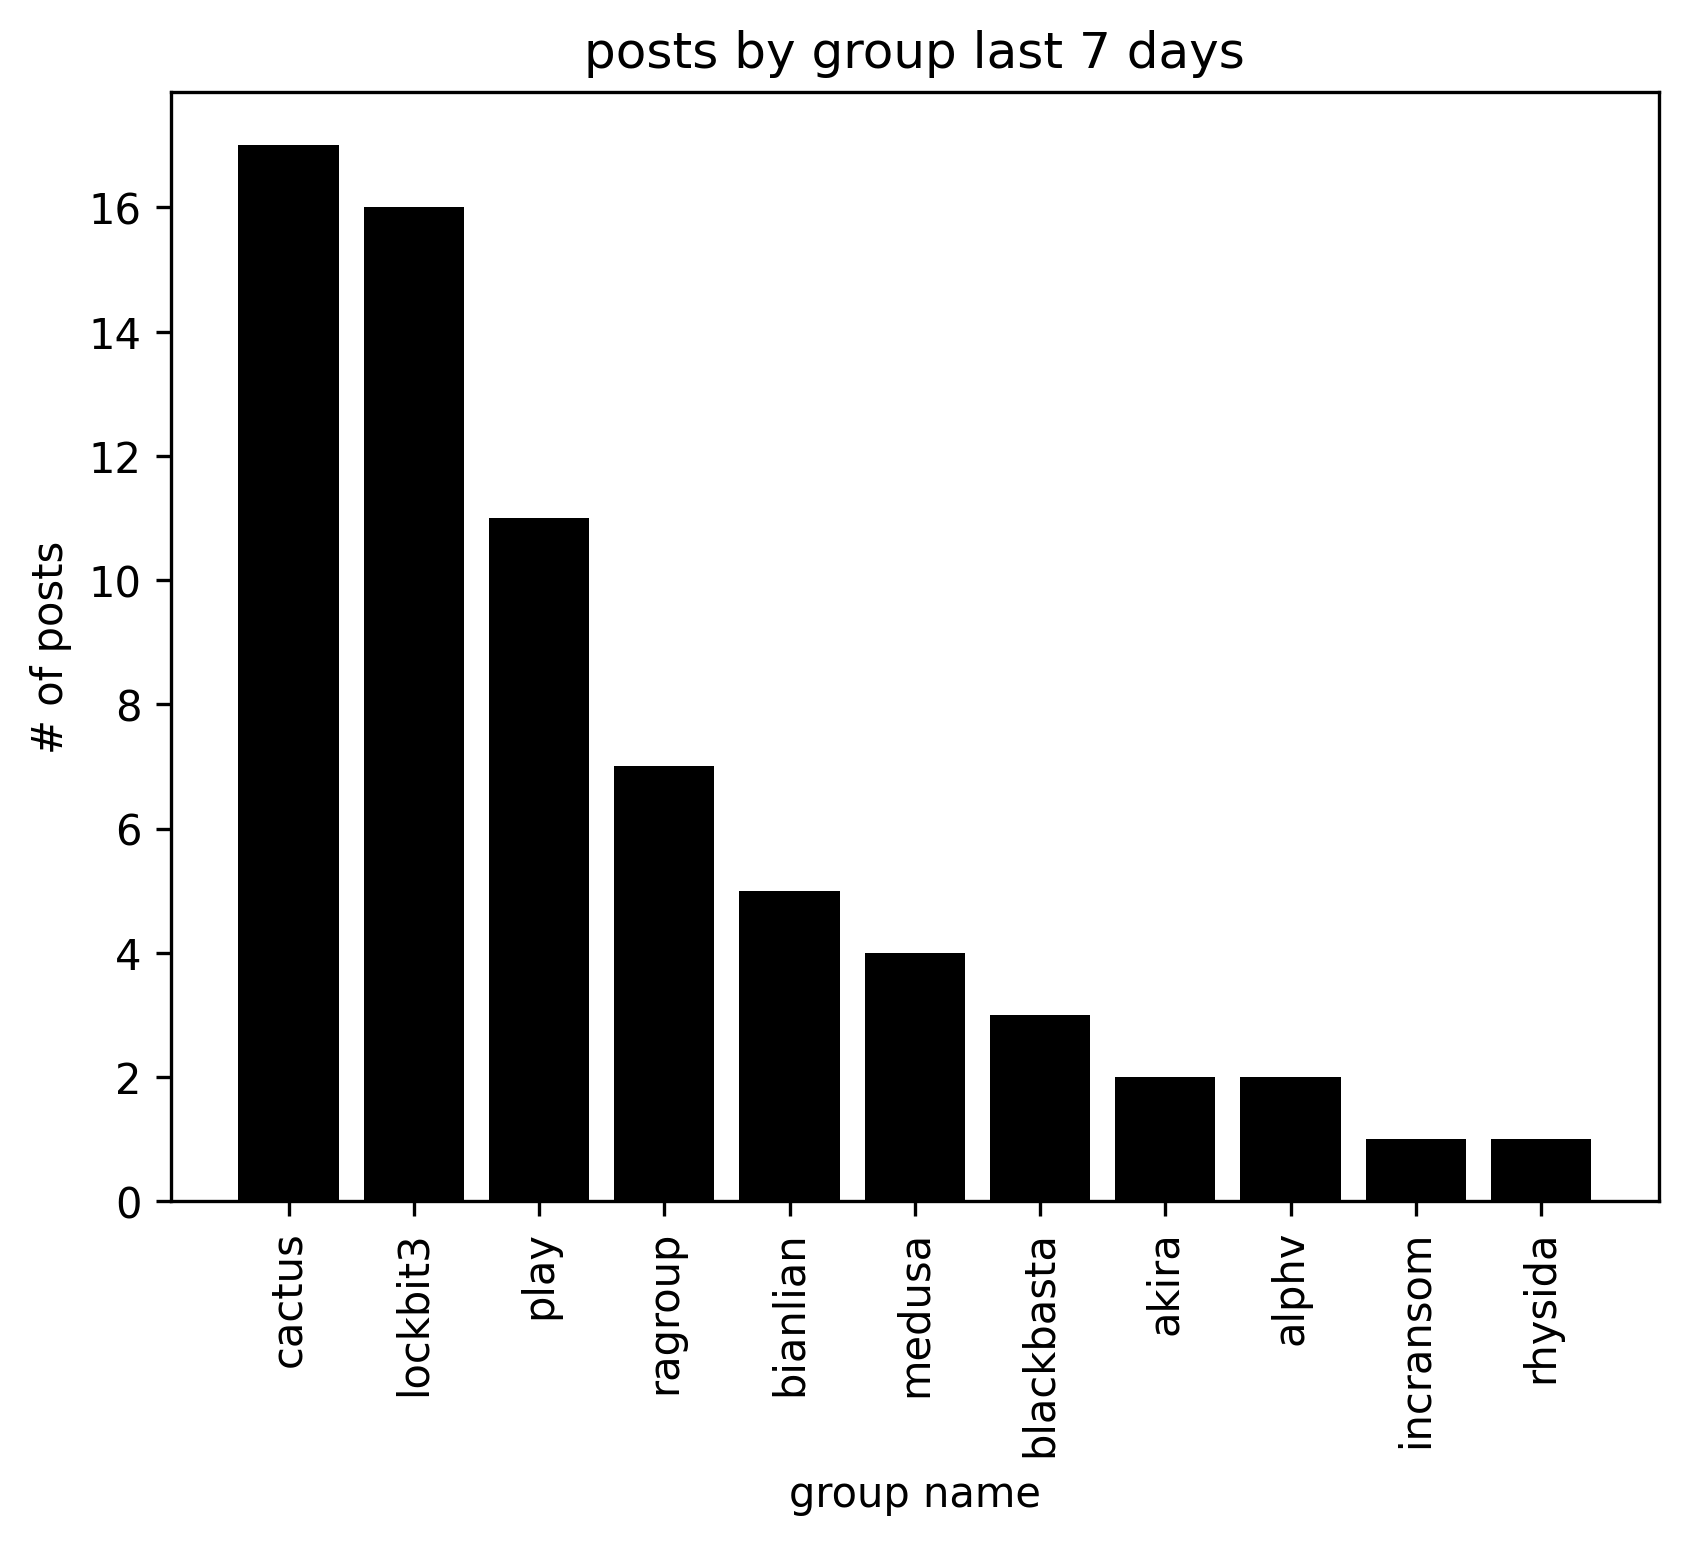 posts by group last 7 days
# of posts
16
14
12
10
8
6
4
2
0
cactus
lockbit3
play
ragroup
bianlian
medusa
blackbasta
akira
alphv
incransom
rhysida
group name